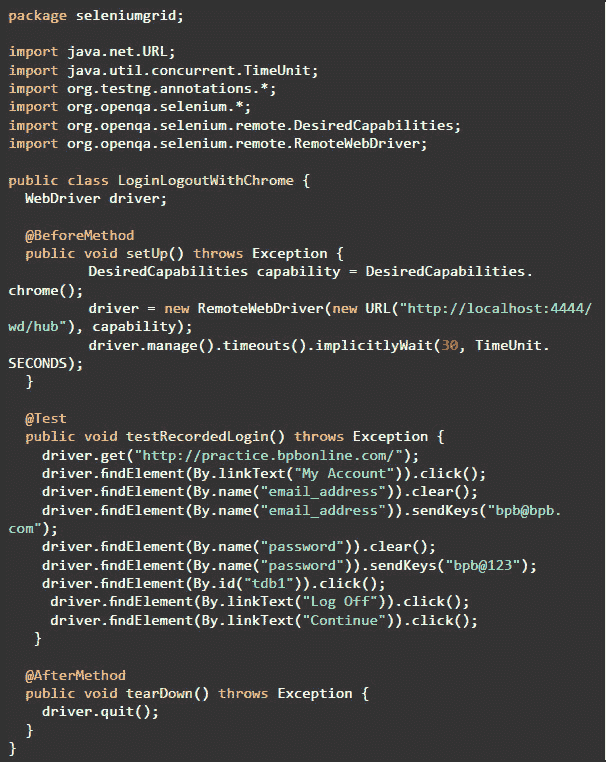 package seleniumgrid;
import java.net.URL;
import java.util.concurrent.TimeUnit;
import org.testng.annotations.*;
import org.openqa.selenium.*;
import org.openqa.selenium.remote.DesiredCapabilities;
import org.openqa.selenium.remote.RemoteWebDriver;
public class LoginLogoutWithChrome {
WebDriver driver;
@BeforeMethod
public void setUp() throws Exception {
DesiredCapabilities capability = DesiredCapabilities.
chrome();
driver = new RemoteWebDriver(new URL("http://localhost:4444/
wd/hub"), capability);
driver.manage().timeouts().implicitlyWait(30, TimeUnit.
SECONDS);
}
@Test
public void testRecordedLogin() throws Exception {
driver.get("http://practice.bpbonline.com/");
driver.findElement(By.linkText("My Account")).click();
driver.findElement(By.name("email_address")).clear();
driver.findElement(By.name("email_address")).sendKeys("bpb@bpb.
com");
driver.findElement(By.name("password")).clear();
driver.findElement(By.name("password")).sendKeys("bpb@123");
driver.findElement(By.id("tdb1")).click();
driver.findElement(By.linkText("Log Off")).click();
driver.findElement(By.linkText("Continue")).click();
}
@AfterMethod
public void tearDown() throws Exception {
driver.quit();
}
}